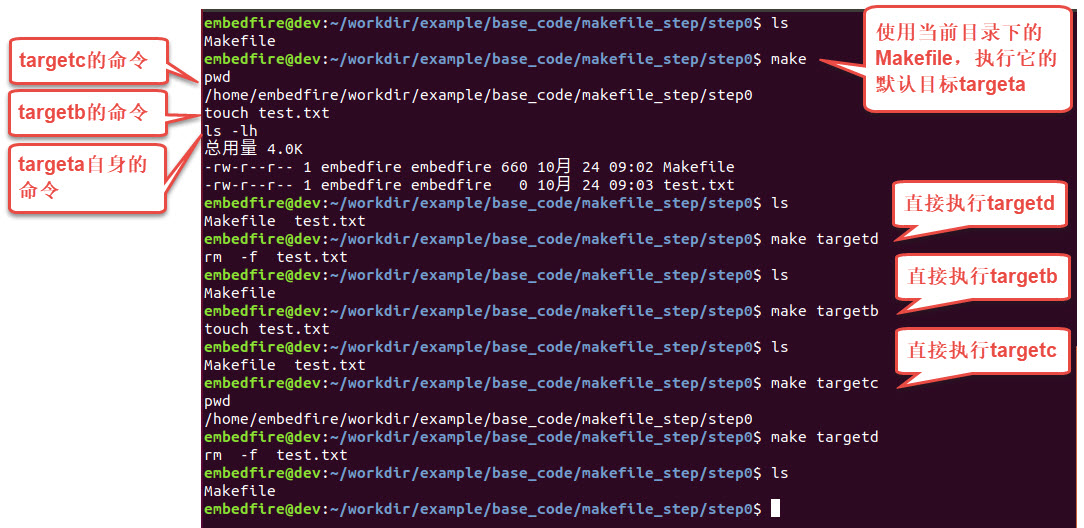 embedfire@dev:~/workdir/example/base_code/makefile_step/step0$ ls
Makefile
embedfire@dev:~/workdir/example/base_code/makefile_step/step0$ make
pwd
/home/embedfire/workdir/example/base_code/makefile_step/step0
touch test.txt
ls -lh
总用量 4.0K
-rw-r--r-- 1 embedfire embedfire 660 10月 24 09:02 Makefile
-rw-r--r-- 1 embedfire embedfire   0 10月 24 09:03 test.txt
embedfire@dev:~/workdir/example/base_code/makefile_step/step0$ ls
Makefile  test.txt
embedfire@dev:~/workdir/example/base_code/makefile_step/step0$ make targetd
rm  -f  test.txt
embedfire@dev:~/workdir/example/base_code/makefile_step/step0$ ls
Makefile
embedfire@dev:~/workdir/example/base_code/makefile_step/step0$ make targetb
touch test.txt
embedfire@dev:~/workdir/example/base_code/makefile_step/step0$ ls
Makefile  test.txt
embedfire@dev:~/workdir/example/base_code/makefile_step/step0$ make targetc
pwd
/home/embedfire/workdir/example/base_code/makefile_step/step0
embedfire@dev:~/workdir/example/base_code/makefile_step/step0$ make targetd
rm  -f  test.txt
embedfire@dev:~/workdir/example/base_code/makefile_step/step0$ ls
Makefile
embedfire@dev:~/workdir/example/base_code/makefile_step/step0$
targetc的命令
targetb的命令
targeta自身的
命令
使用当前目录下的
Makefile，执行它的
默认目标targeta
直接执行targetd
直接执行targetb
直接执行targetc